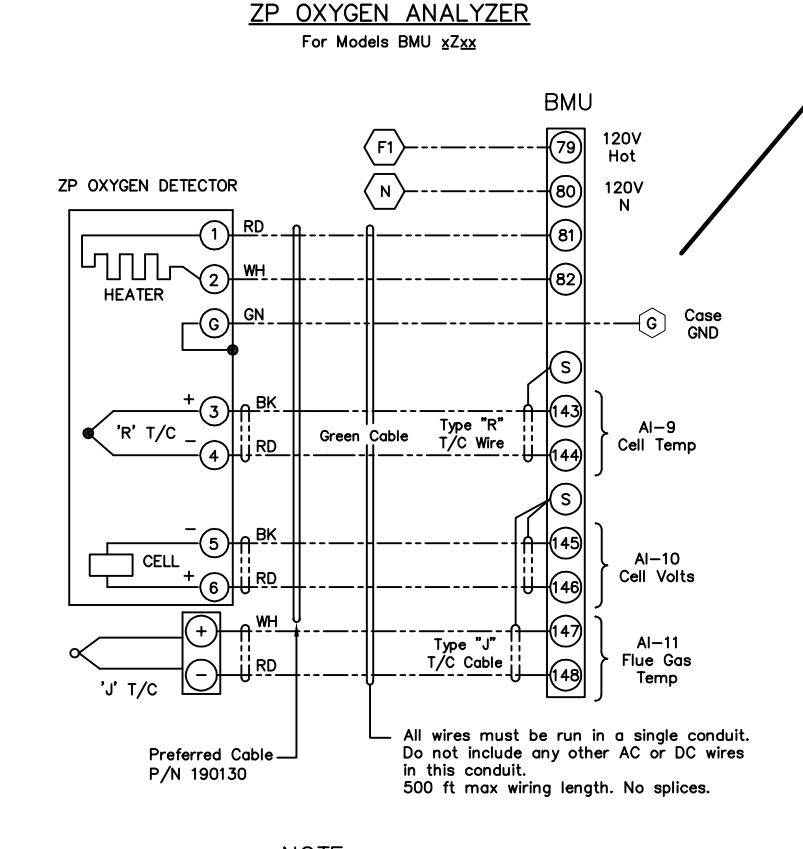 ZP OXYGEN ANALYZER
For Models BMU xZxx
BMU
F1
79
120V
Hot
N
80
120V
N
ZP OXYGEN DETECTOR
1
RD
81
HEATER
2
WH
82
G
GN
G
Case
GND
S
+
3
BK
143
'R' T/C
Green Cable
Type "R"
T/C Wire
AI-9
Cell Temp
–
4
RD
144
S
–
5
BK
145
CELL
AI-10
Cell Volts
+
6
RD
146
+
WH
147
Type "J"
T/C Cable
AI-11
Flue Gas
Temp
–
RD
148
'J' T/C
Preferred Cable
P/N 190130
All wires must be run in a single conduit.
Do not include any other AC or DC wires
in this conduit.
500 ft max wiring length. No splices.